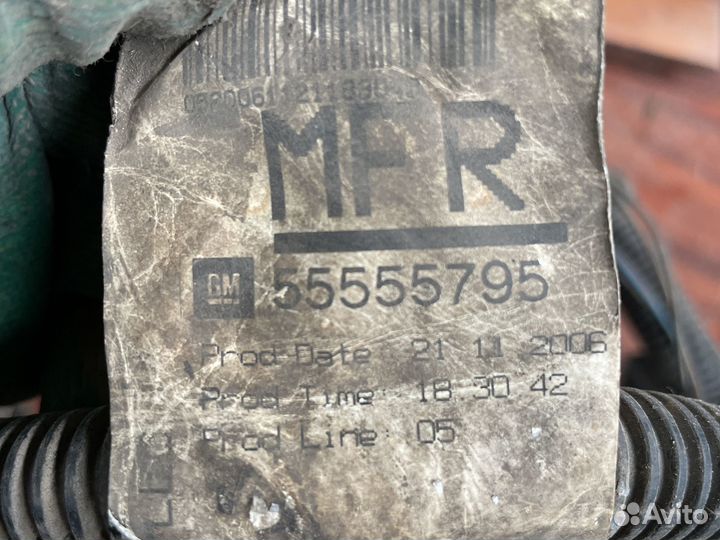 MPR
GM 55555795
Prod-Date 21 11 2006
Prod Time: 18 30 42
Prod Line: 05
Avito